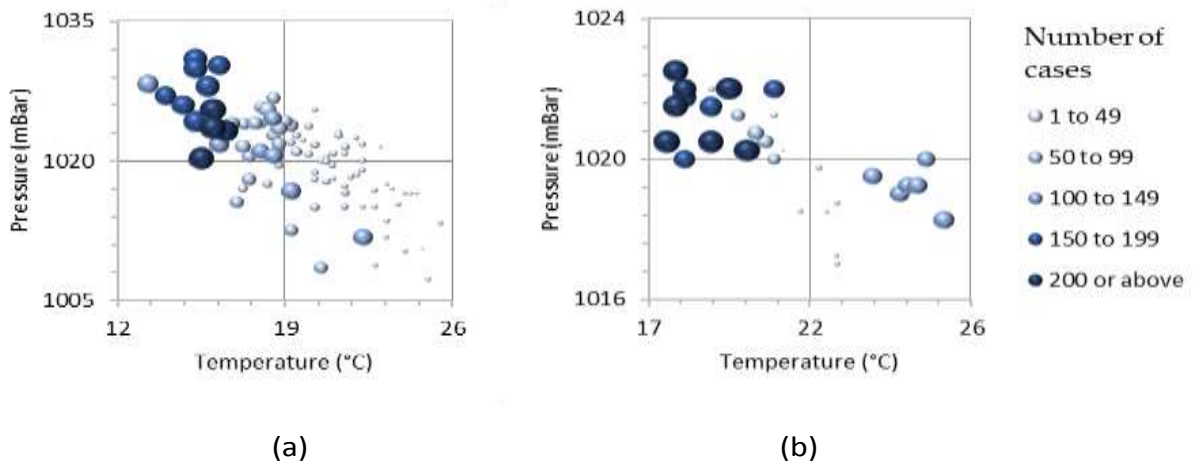 1035
1020
1005
Pressure (mBar)
12
19
26
Temperature (°C)
(a)
1024
1020
1016
Pressure (mBar)
17
22
26
Temperature (°C)
(b)
Number of
cases
1 to 49
50 to 99
100 to 149
150 to 199
200 or above